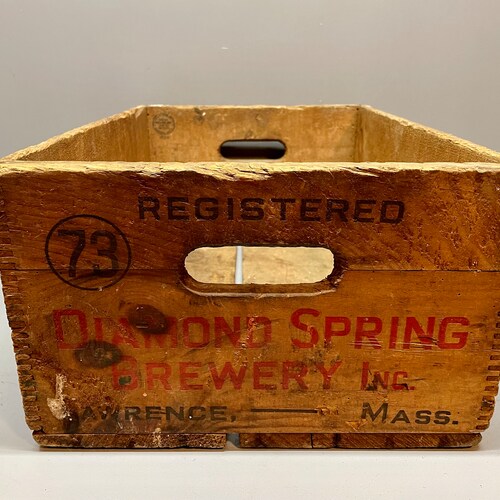 REGISTERED
73
DIAMOND SPRING
BREWERY INC.
LAWRENCE, — MASS.